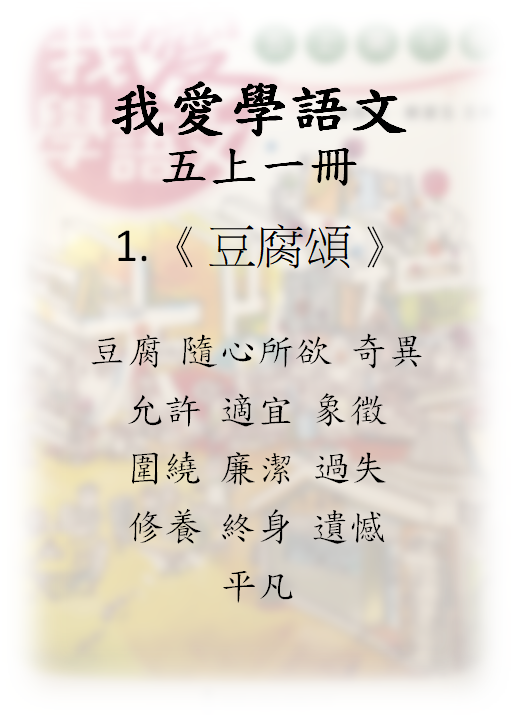 我愛學語文
五上一冊
1.《 豆腐頌 》
豆腐 隨心所欲 奇異
允許 適宜 象徵
圍繞 廉潔 過失
修養 終身 遺憾
平凡